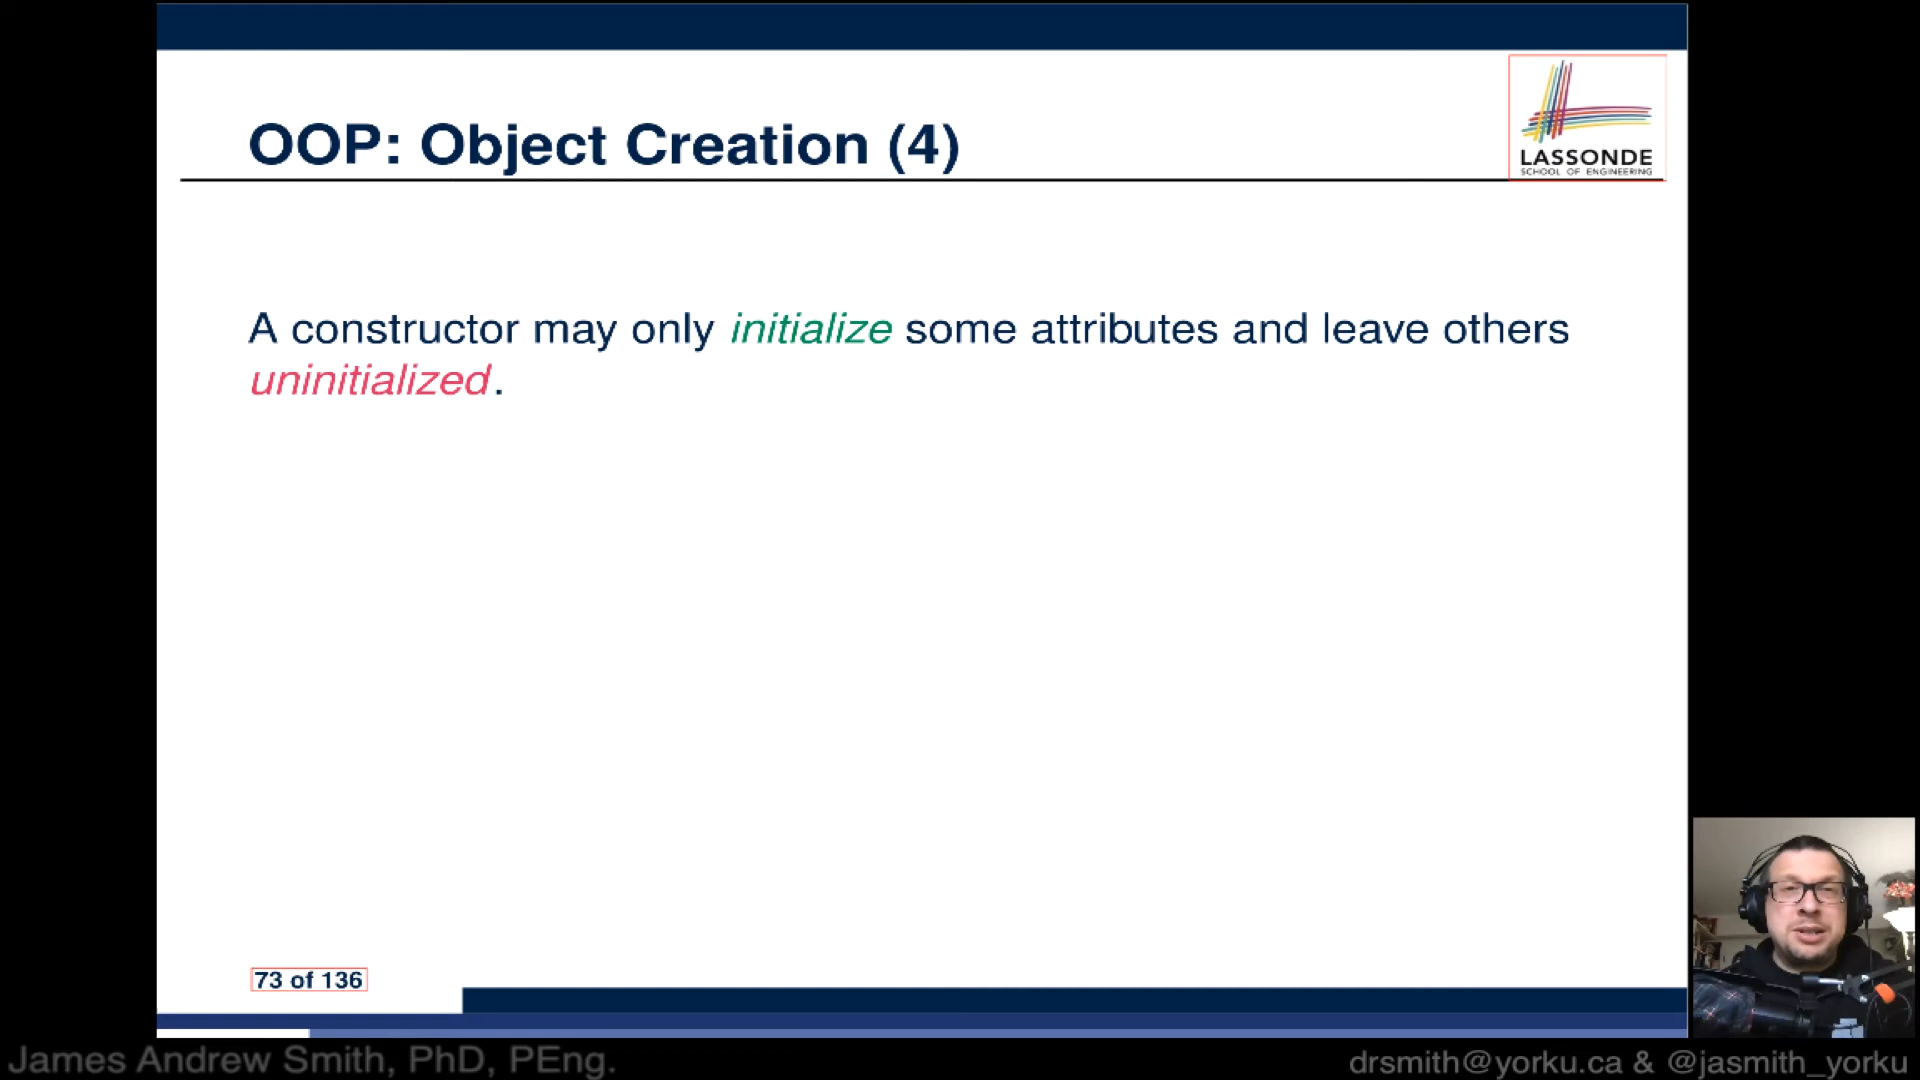 OOP: Object Creation (4)
LASSONDE
SCHOOL OF ENGINEERING
A constructor may only initialize some attributes and leave others
uninitialized.
73 of 136
James Andrew Smith, PhD, PEng.
drsmith@yorku.ca & @jasmith_yorku